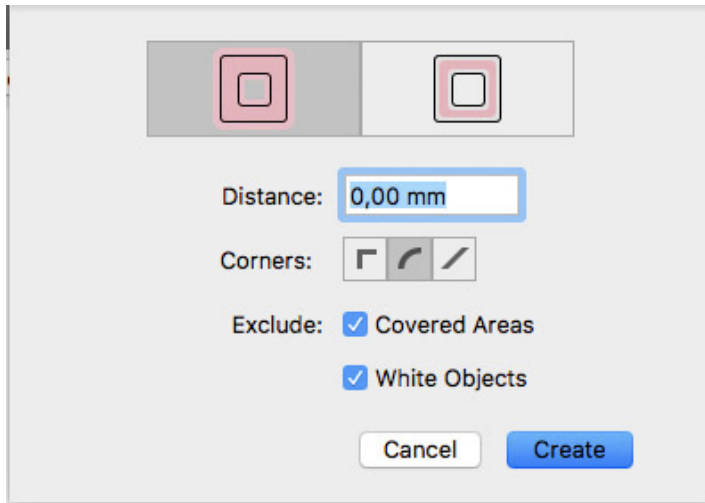 Distance: 0,00 mm
Corners:
Exclude: Covered Areas
White Objects
Cancel Create